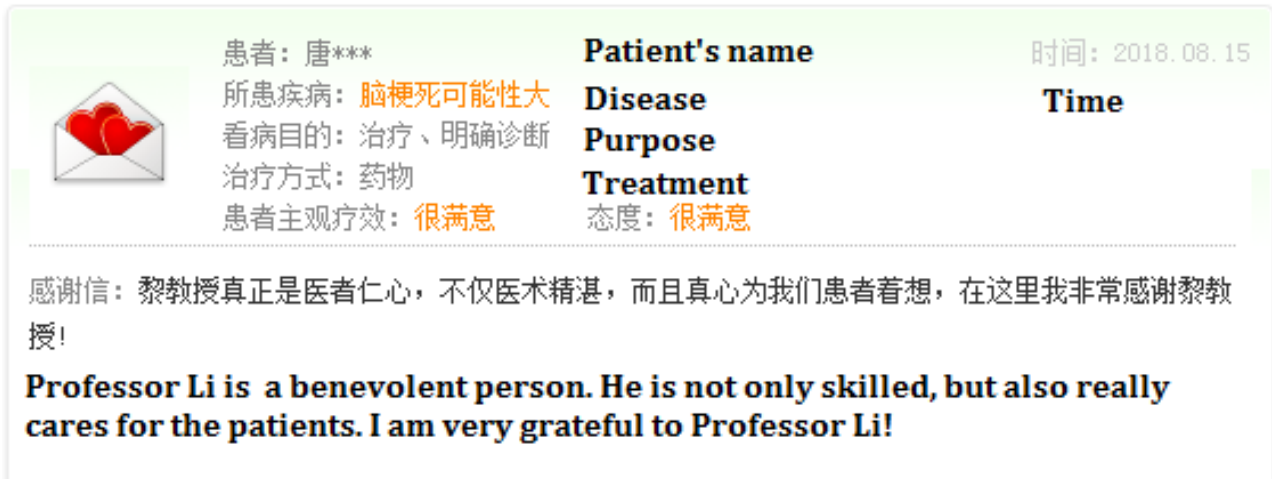 患者：唐*** Patient's name 时间：2018.08.15
所患疾病：脑梗死可能性大 Disease Time
看病目的：治疗、明确诊断 Purpose
治疗方式：药物 Treatment
患者主观疗效：很满意 态度：很满意
感谢信：黎教授真正是医者仁心，不仅医术精湛，而且真心为我们患者着想，在这里我非常感谢黎教
授！
Professor Li is a benevolent person. He is not only skilled, but also really
cares for the patients. I am very grateful to Professor Li!